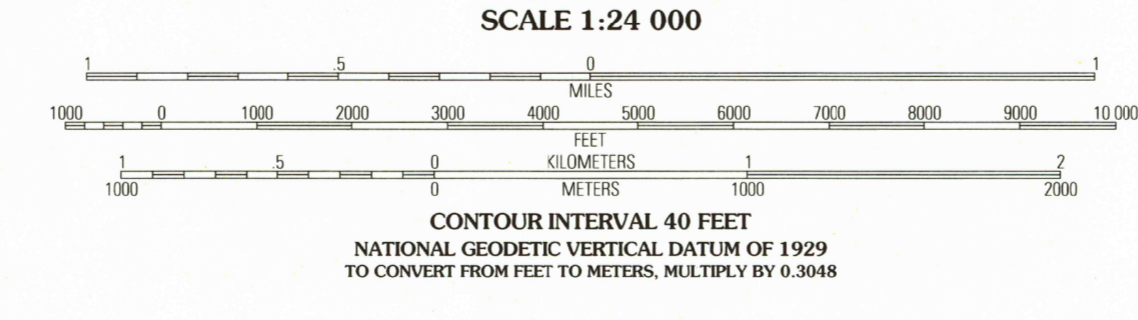 SCALE 1:24 000
1 .5 0 1
MILES
1000 0 1000 2000 3000 4000 5000 6000 7000 8000 9000 10 000
FEET
1 .5 0 KILOMETERS 1 2
1000 0 METERS 1000 2000
CONTOUR INTERVAL 40 FEET
NATIONAL GEODETIC VERTICAL DATUM OF 1929
TO CONVERT FROM FEET TO METERS, MULTIPLY BY 0.3048